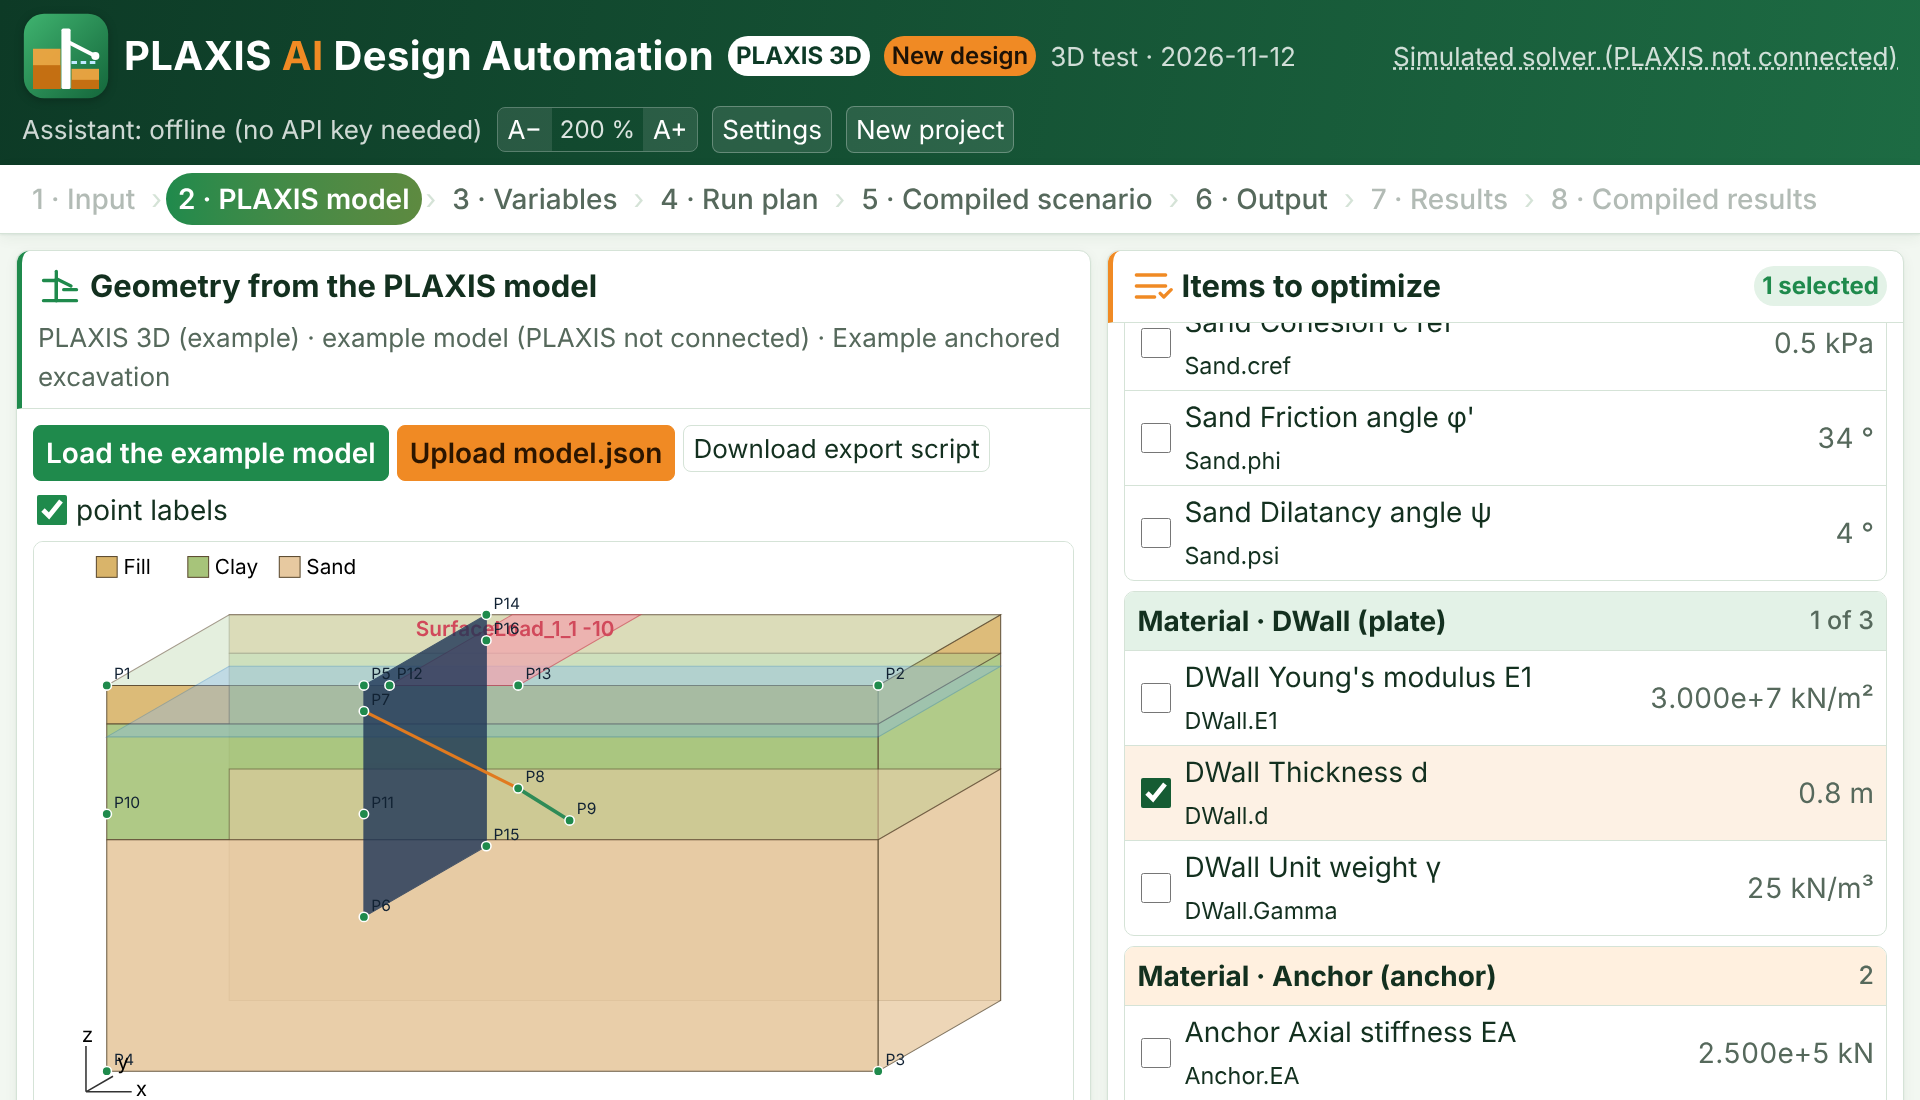 PLAXIS AI Design Automation PLAXIS 3D New design 3D test · 2026-11-12 Simulated solver (PLAXIS not connected)
Assistant: offline (no API key needed) A− 200 % A+ Settings New project
1 · Input › 2 · PLAXIS model › 3 · Variables › 4 · Run plan › 5 · Compiled scenario › 6 · Output › 7 · Results › 8 · Compiled results
Geometry from the PLAXIS model
PLAXIS 3D (example) · example model (PLAXIS not connected) · Example anchored
excavation
Load the example model Upload model.json Download export script
point labels
Fill Clay Sand
P14
SurfaceLoad_1_1 -10
P16
P1 P5 P12 P13 P2
P7
P8
P10 P11 P9
P15
P6
z
P4 y P3
x
Items to optimize 1 selected
Sand Cohesion c'ref
Sand.cref 0.5 kPa
Sand Friction angle φ'
Sand.phi 34 °
Sand Dilatancy angle ψ
Sand.psi 4 °
Material · DWall (plate) 1 of 3
DWall Young's modulus E1
DWall.E1 3.000e+7 kN/m²
DWall Thickness d
DWall.d 0.8 m
DWall Unit weight γ
DWall.Gamma 25 kN/m³
Material · Anchor (anchor) 2
Anchor Axial stiffness EA
Anchor.EA 2.500e+5 kN